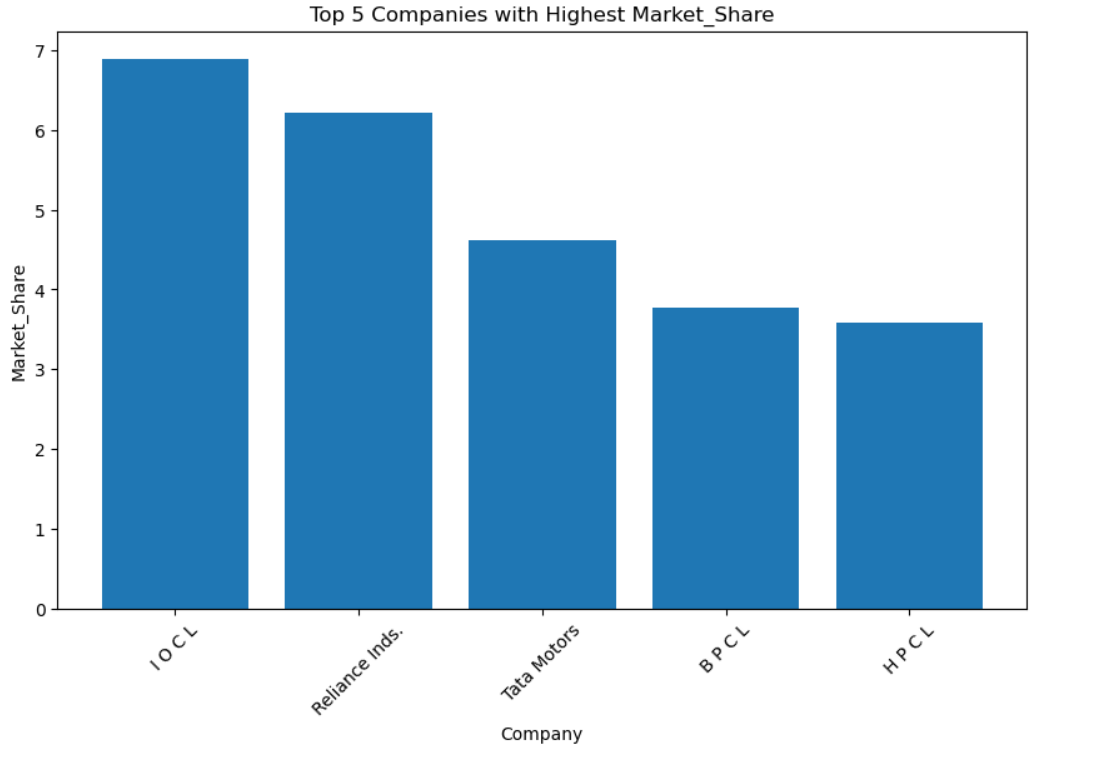 Top 5 Companies with Highest Market_Share
Market_Share
7
6
5
4
3
2
1
0
I O C L
Reliance Inds.
Tata Motors
B P C L
H P C L
Company